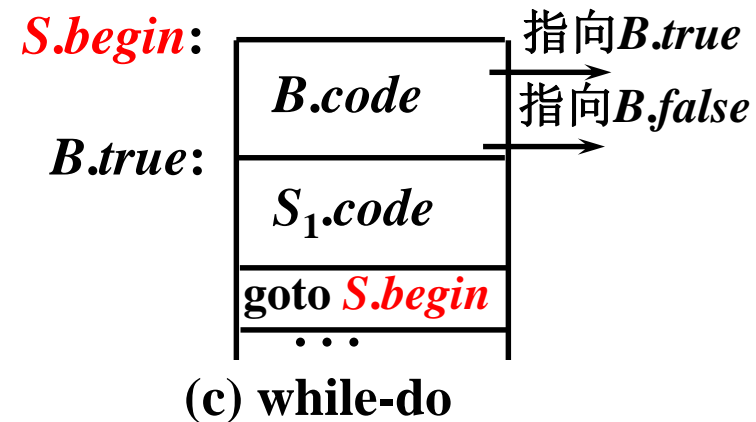 S.begin:
指向B.true
B.code
指向B.false
B.true:
S₁.code
goto S.begin
...
(c) while-do